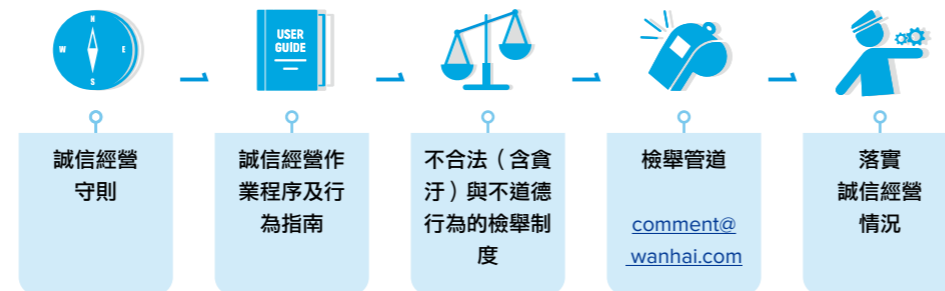 N
W
E
S
USER
GUIDE
誠信經營
守則
誠信經營作
業程序及行
為指南
不合法（含貪
汙）與不道德
行為的檢舉制
度
檢舉管道
comment@
wanhai.com
落實
誠信經營
情況